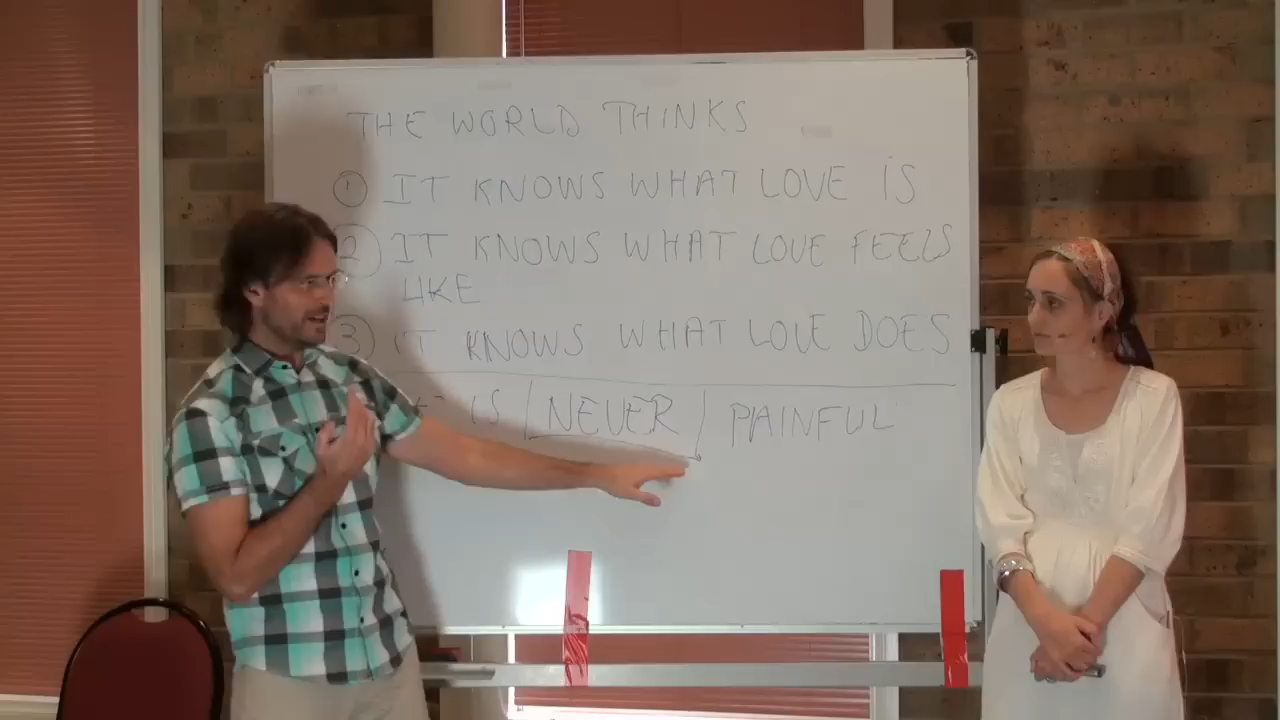 THE WORLD THINKS
① IT KNOWS WHAT LOVE IS
2 IT KNOWS WHAT LOVE FEELS
LIKE
3 IT KNOWS WHAT LOVE DOES
IS NEVER PAINFUL